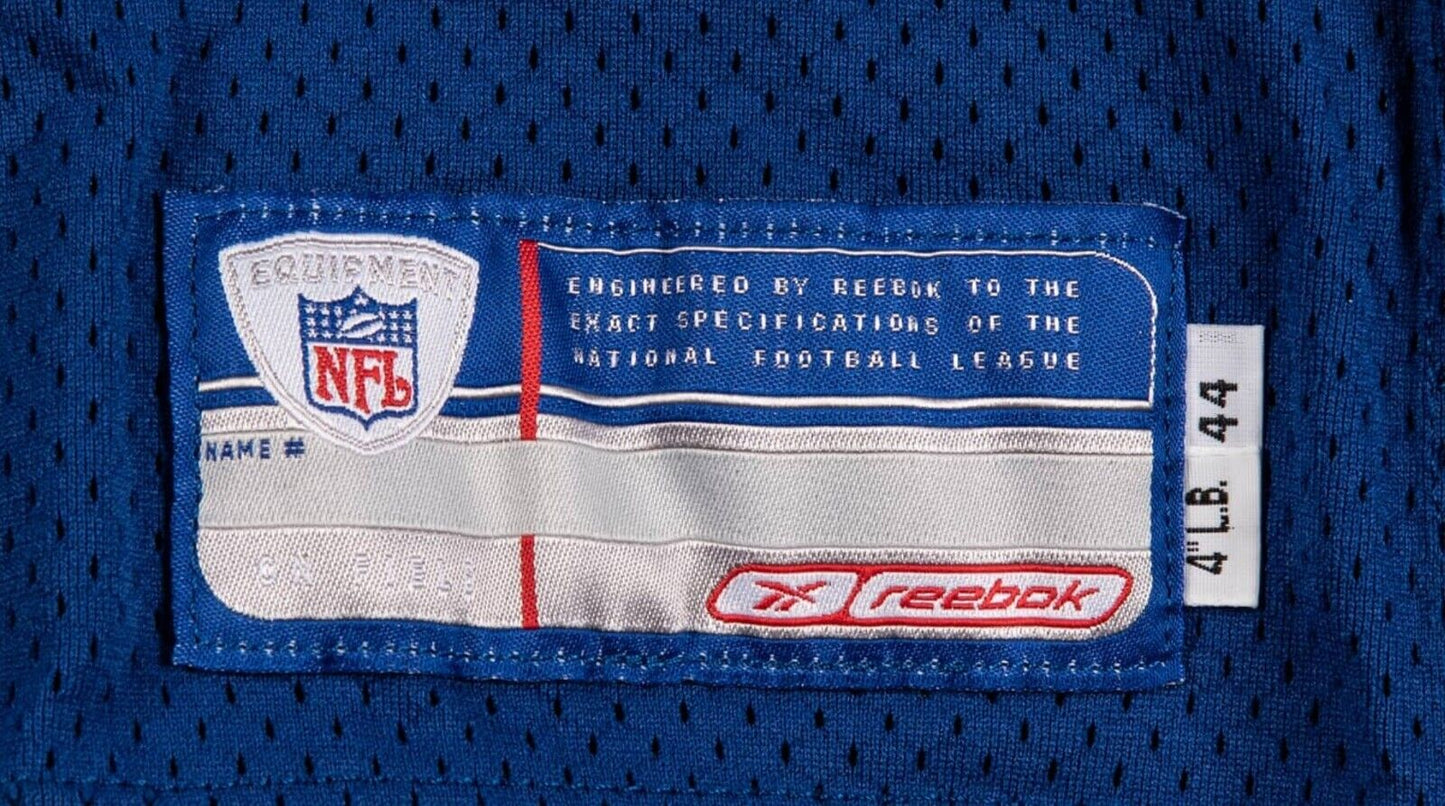 EQUIPMENT
NFL
ENGINEERED BY REEBOK TO THE
EXACT SPECIFICATIONS OF THE
NATIONAL FOOTBALL LEAGUE
NAME #
reebok
44
4" L.B.